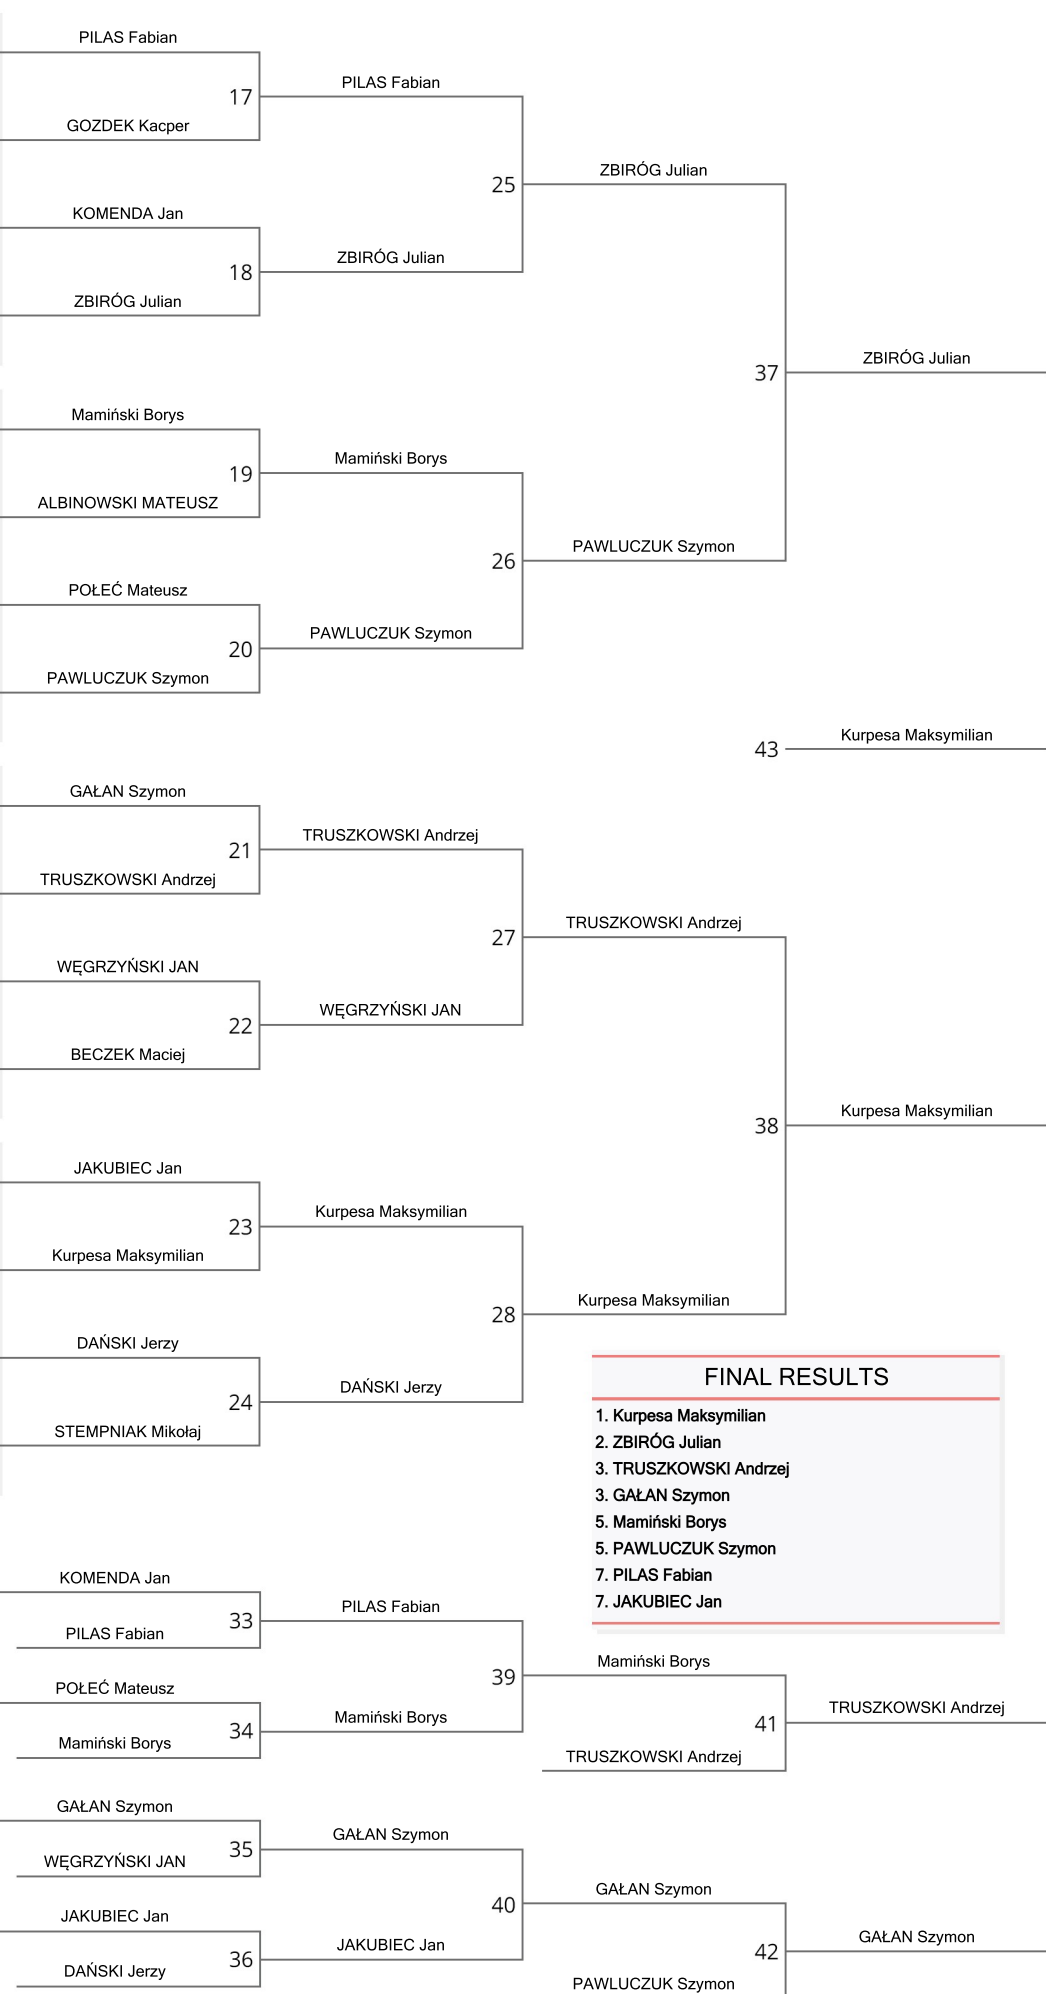 PILAS Fabian
17
PILAS Fabian
GOZDEK Kacper
25
ZBIRÓG Julian
KOMENDA Jan
18
ZBIRÓG Julian
ZBIRÓG Julian
37
ZBIRÓG Julian
Mamiński Borys
19
Mamiński Borys
ALBINOWSKI MATEUSZ
26
PAWLUCZUK Szymon
POŁEĆ Mateusz
20
PAWLUCZUK Szymon
PAWLUCZUK Szymon
43
Kurpesa Maksymilian
GAŁAN Szymon
21
TRUSZKOWSKI Andrzej
TRUSZKOWSKI Andrzej
27
TRUSZKOWSKI Andrzej
WĘGRZYŃSKI JAN
22
WĘGRZYŃSKI JAN
BECZEK Maciej
38
Kurpesa Maksymilian
JAKUBIEC Jan
23
Kurpesa Maksymilian
Kurpesa Maksymilian
28
Kurpesa Maksymilian
DAŃSKI Jerzy
24
DAŃSKI Jerzy
STEMPNIAK Mikołaj
FINAL RESULTS
1. Kurpesa Maksymilian
2. ZBIRÓG Julian
3. TRUSZKOWSKI Andrzej
3. GAŁAN Szymon
5. Mamiński Borys
5. PAWLUCZUK Szymon
7. PILAS Fabian
7. JAKUBIEC Jan
KOMENDA Jan
33
PILAS Fabian
PILAS Fabian
39
Mamiński Borys
POŁEĆ Mateusz
34
Mamiński Borys
Mamiński Borys
41
TRUSZKOWSKI Andrzej
TRUSZKOWSKI Andrzej
GAŁAN Szymon
35
GAŁAN Szymon
WĘGRZYŃSKI JAN
40
GAŁAN Szymon
JAKUBIEC Jan
36
JAKUBIEC Jan
DAŃSKI Jerzy
42
GAŁAN Szymon
PAWLUCZUK Szymon